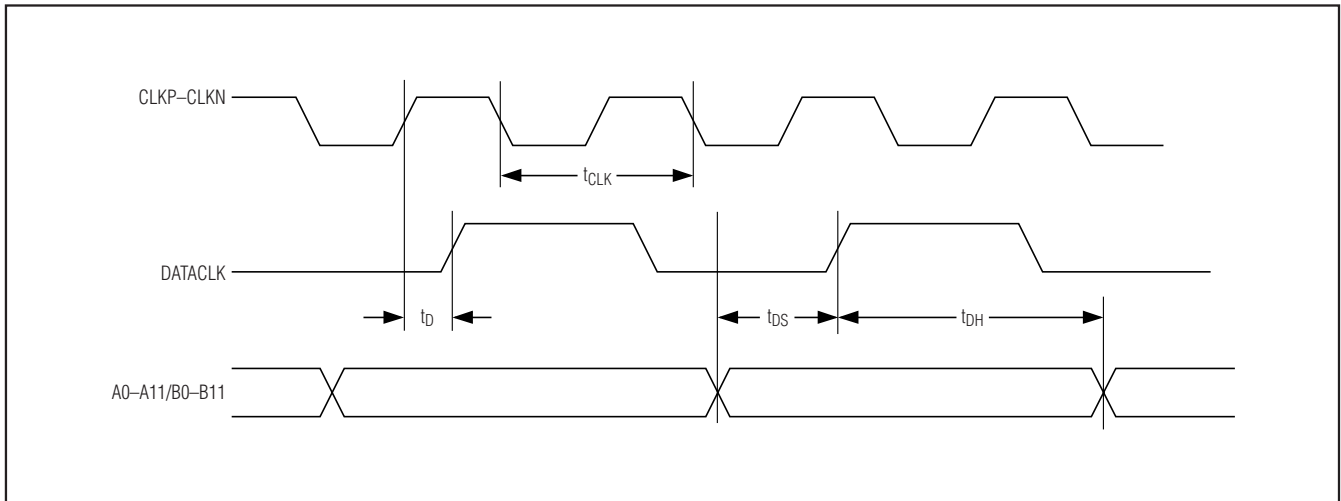 CLKP–CLKN
tCLK
DATACLK
tD
tDS
tDH
A0–A11/B0–B11